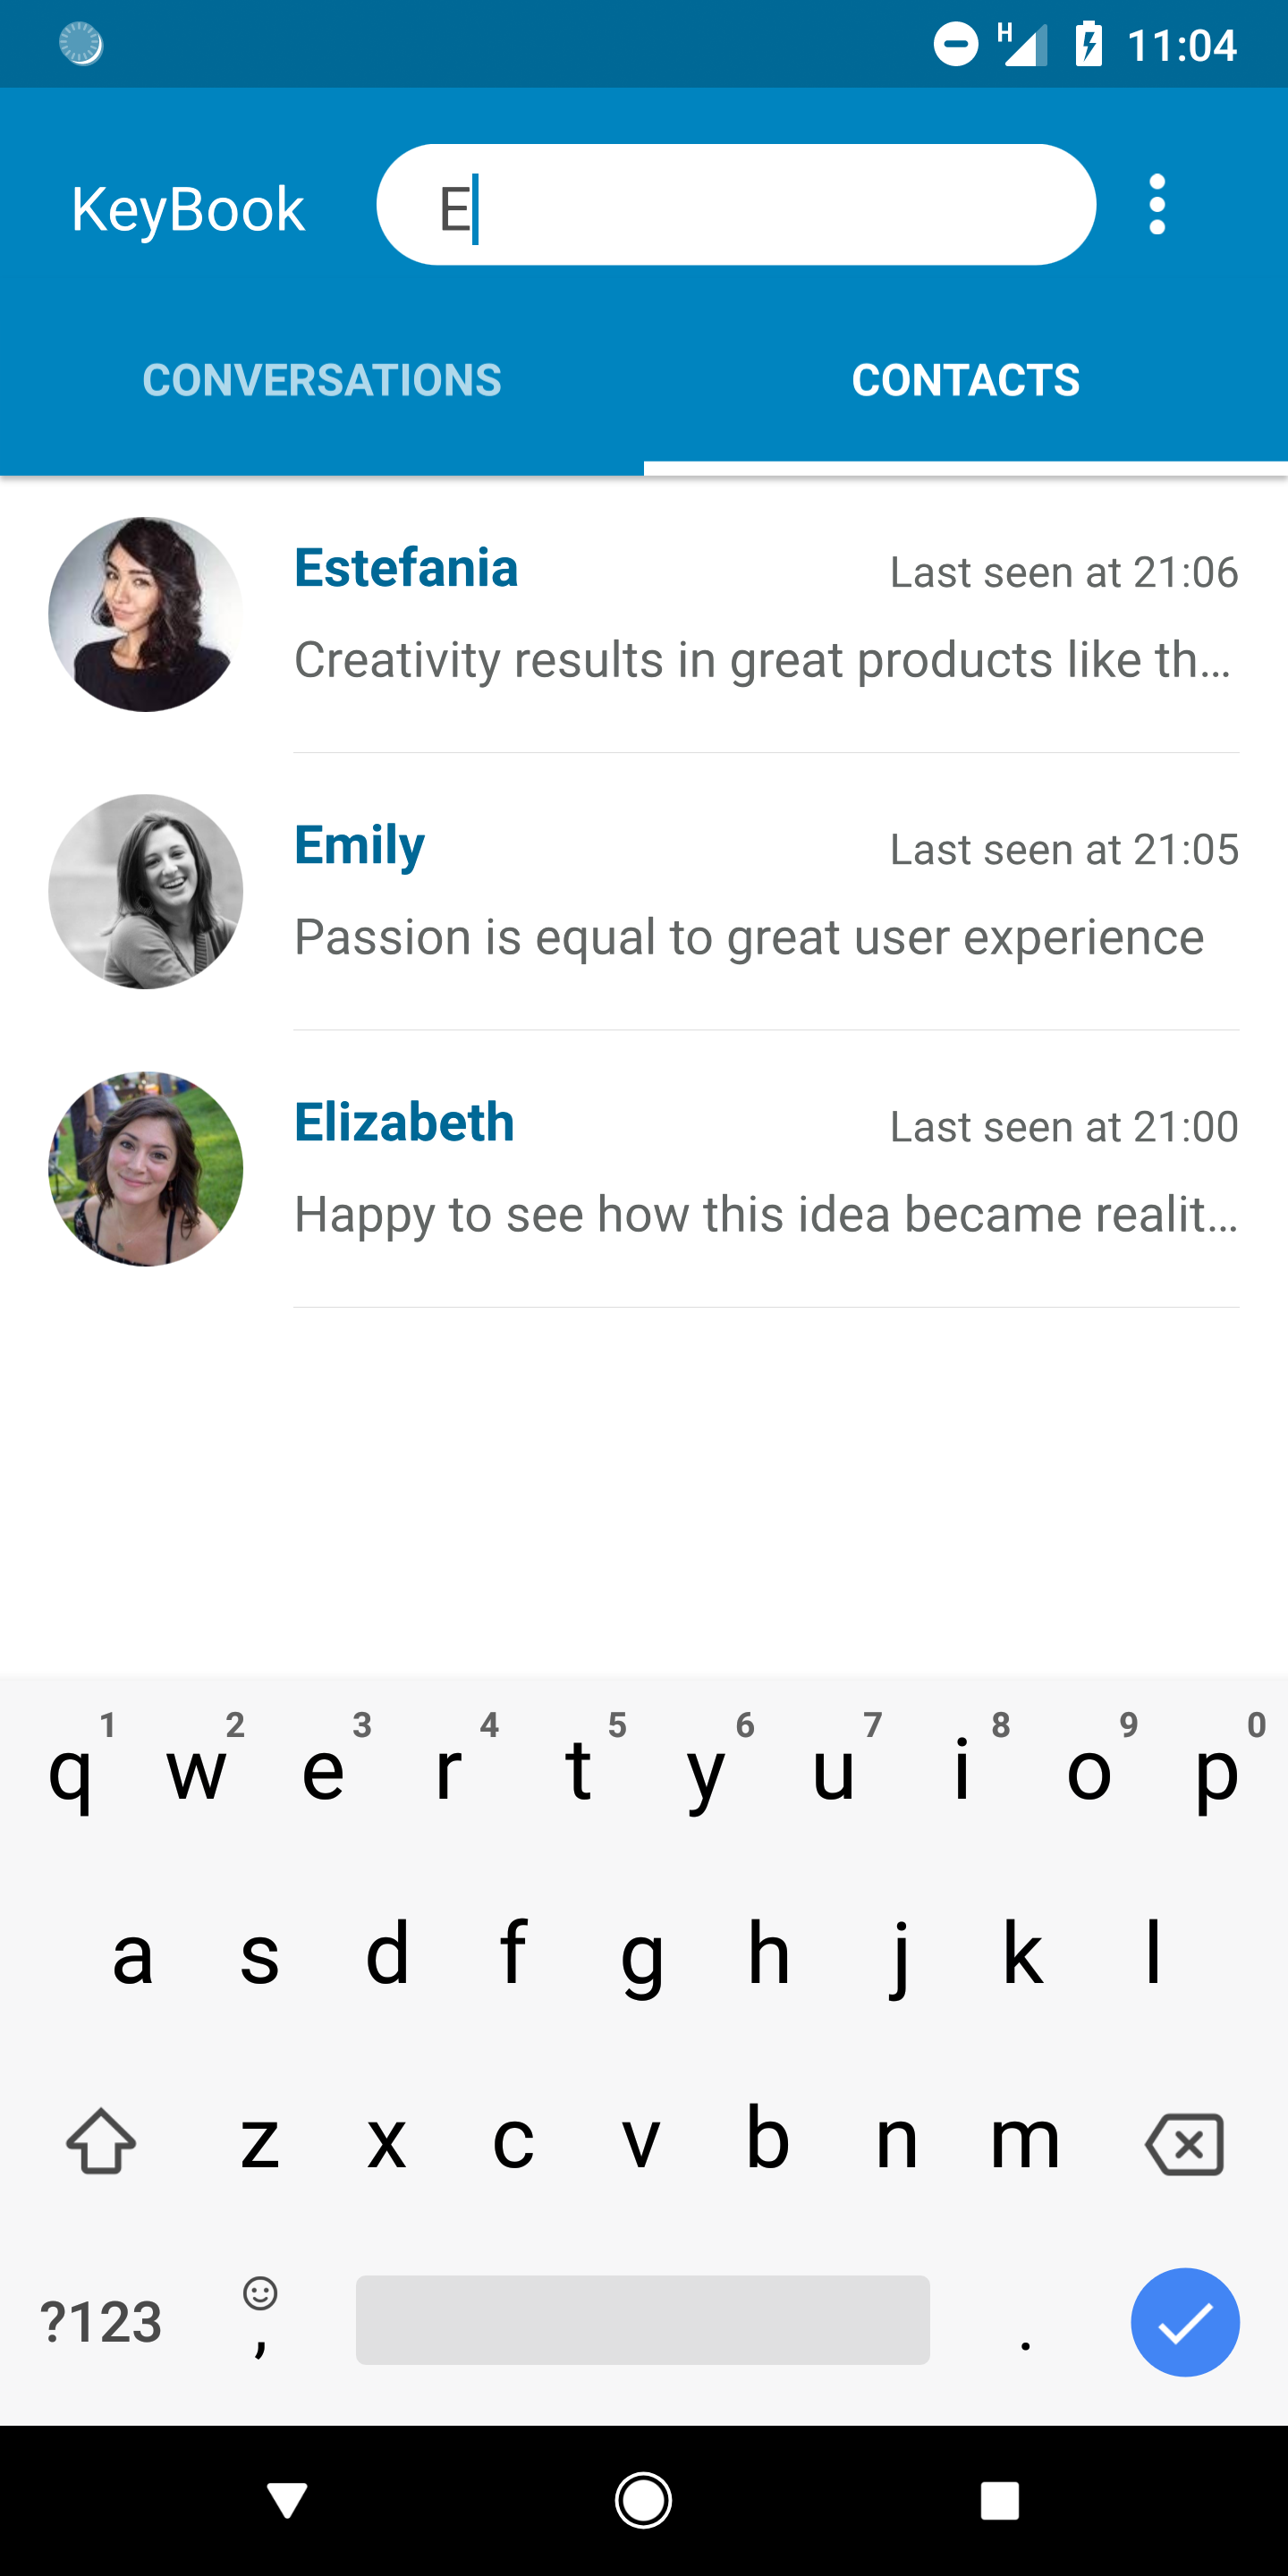 H 11:04
KeyBook E
CONVERSATIONS CONTACTS
Estefania Last seen at 21:06
Creativity results in great products like th...
Emily Last seen at 21:05
Passion is equal to great user experience
Elizabeth Last seen at 21:00
Happy to see how this idea became realit...
1 2 3 4 5 6 7 8 9 0
q w e r t y u i o p
a s d f g h j k l
z x c v b n m
?123 , .